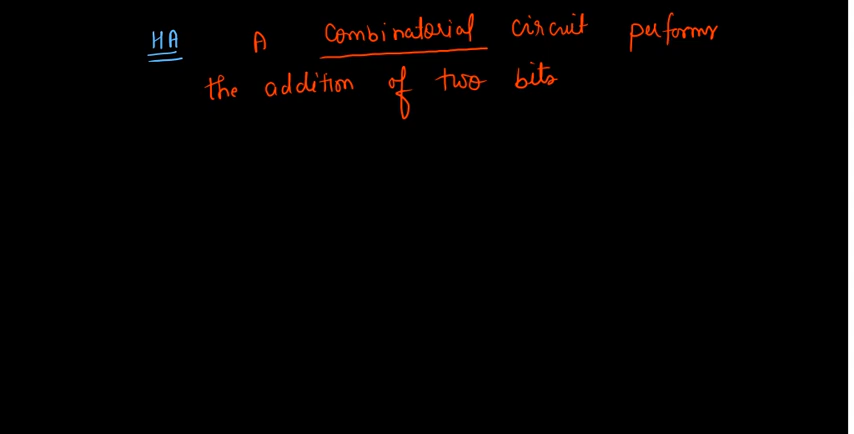 HA A combinatorial circuit performs
the addition of two bits